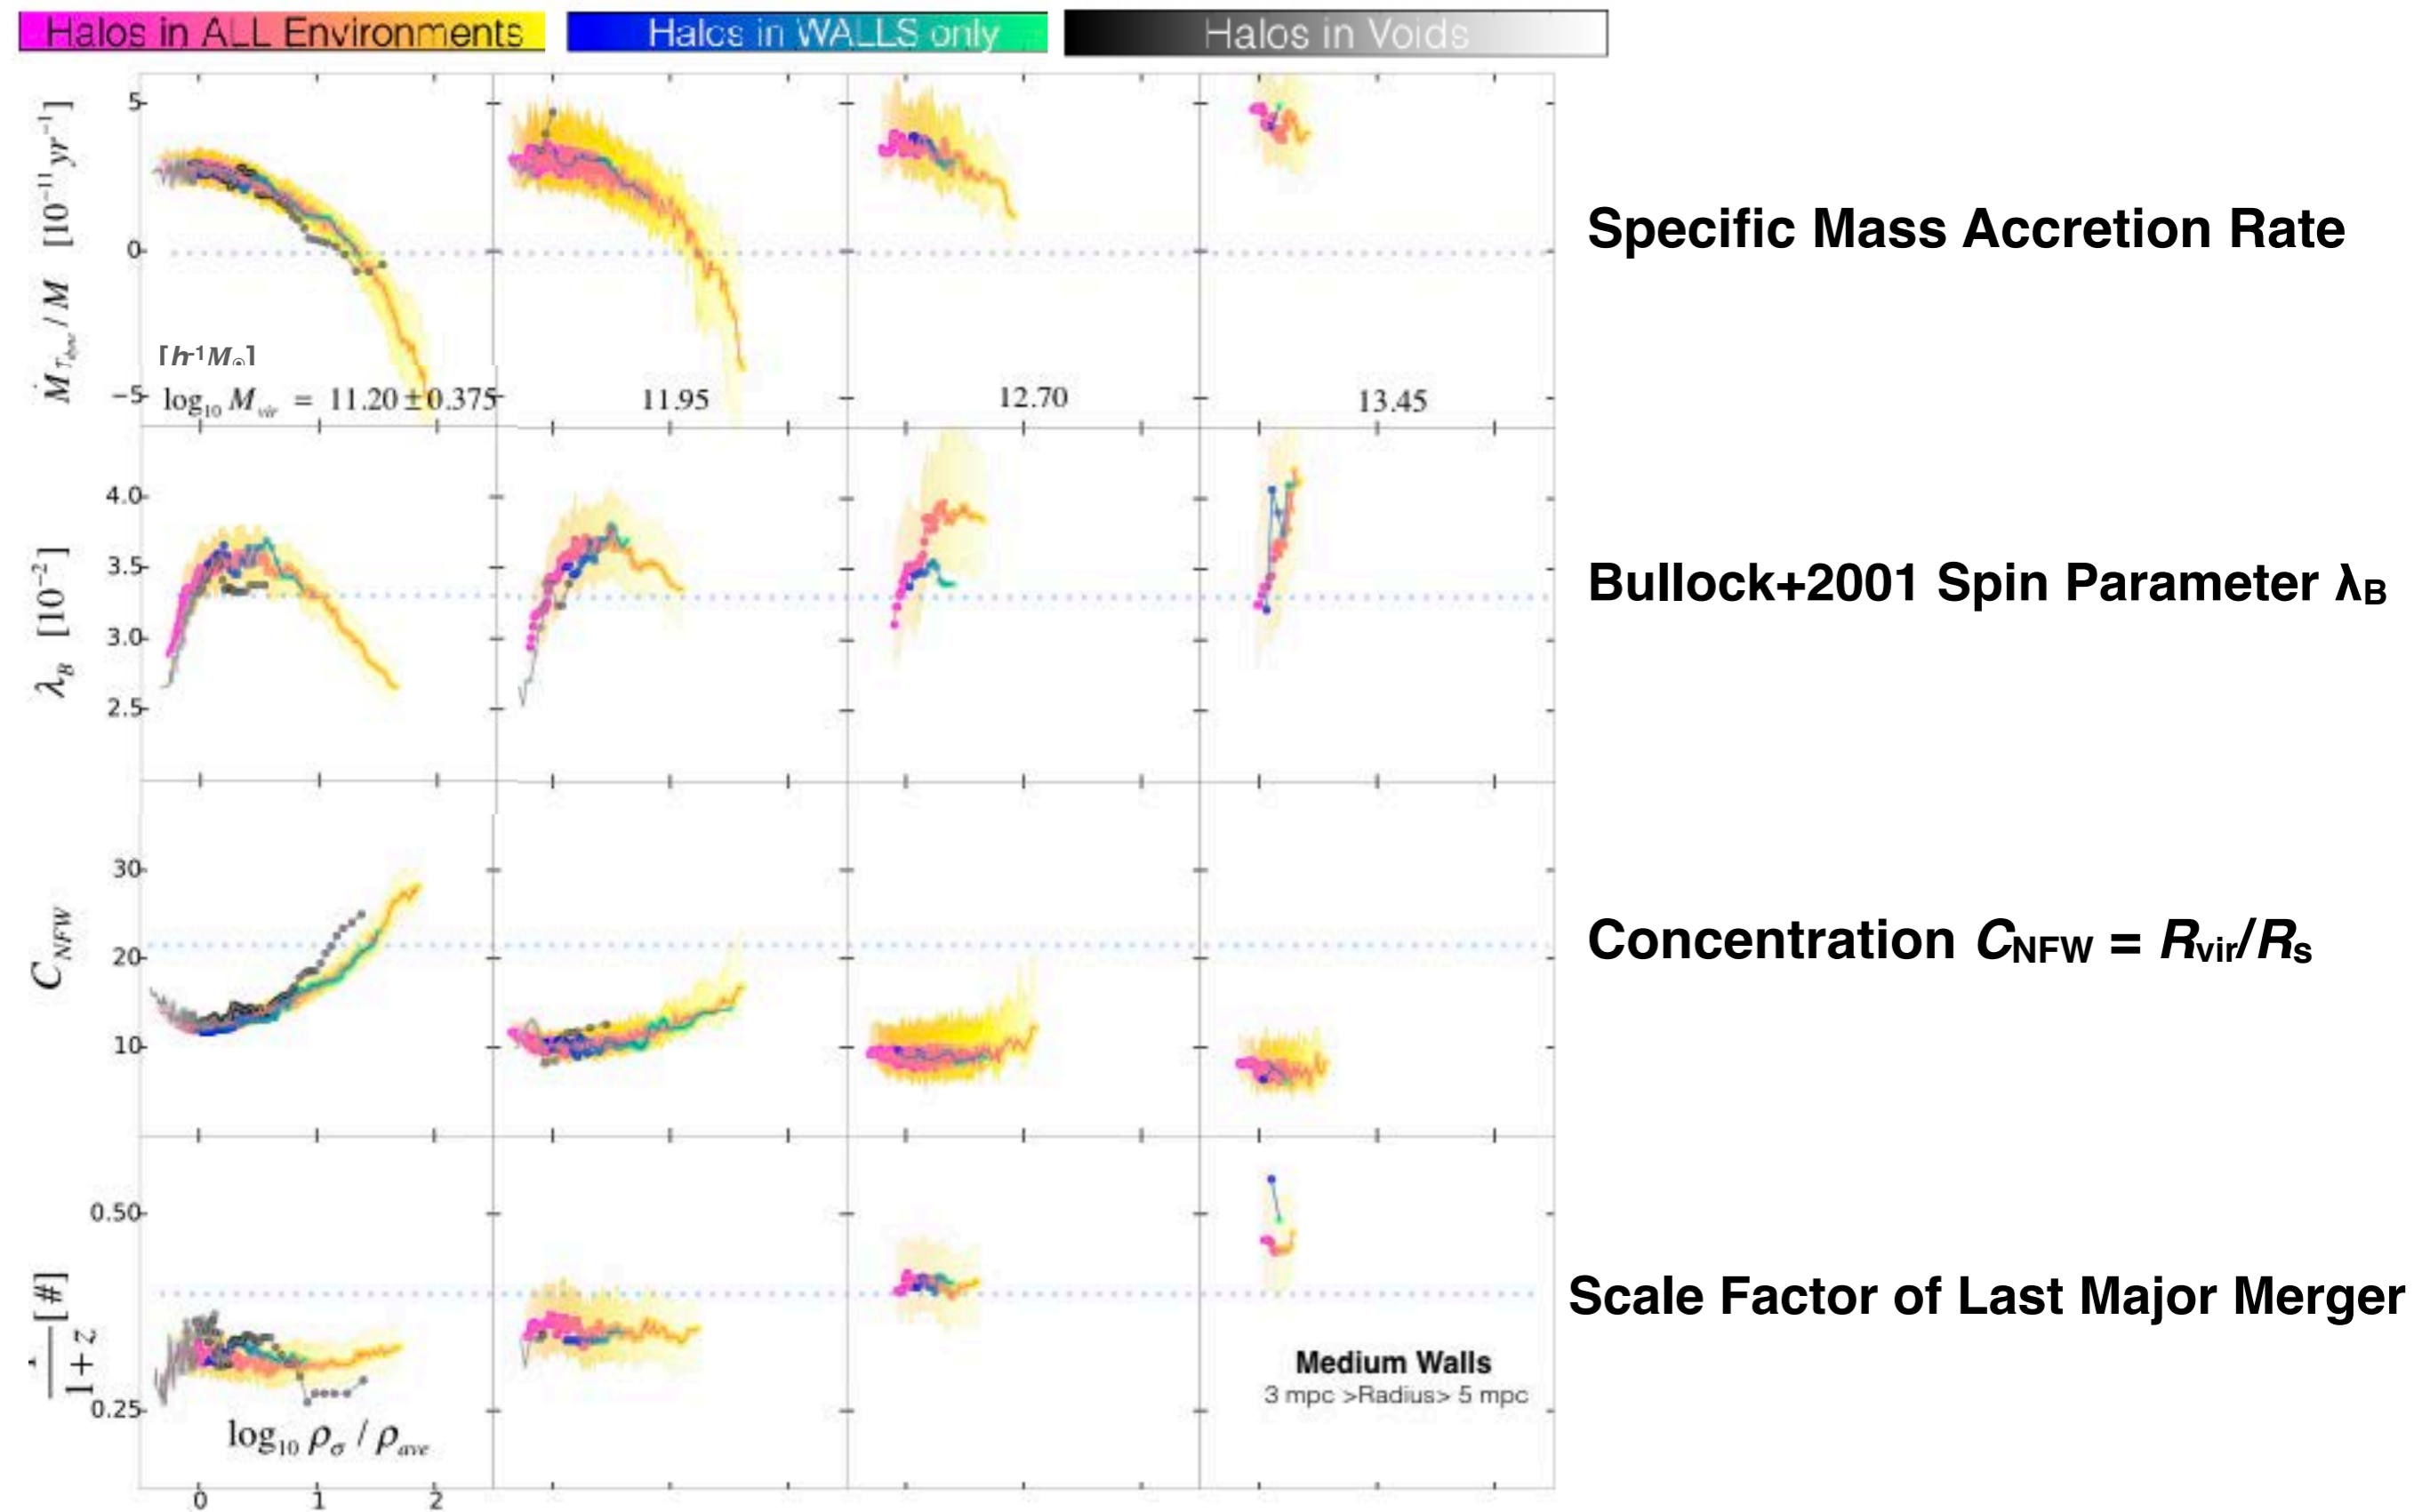 Halos in ALL Environments
Halos in WALLS only
Halos in Voids
Ṁ_τdyn / M [10⁻¹¹ yr⁻¹]
5
0
−5
[h⁻¹M☉]
log₁₀ M_vir = 11.20 ± 0.375
11.95
12.70
13.45
Specific Mass Accretion Rate
λ_B [10⁻²]
4.0
3.5
3.0
2.5
Bullock+2001 Spin Parameter λ_B
C_NFW
30
20
10
Concentration C_NFW = R_vir/R_s
1+z [#]
0.50
0.25
Scale Factor of Last Major Merger
Medium Walls
3 mpc >Radius> 5 mpc
log₁₀ ρ_σ / ρ_ave
0 1 2